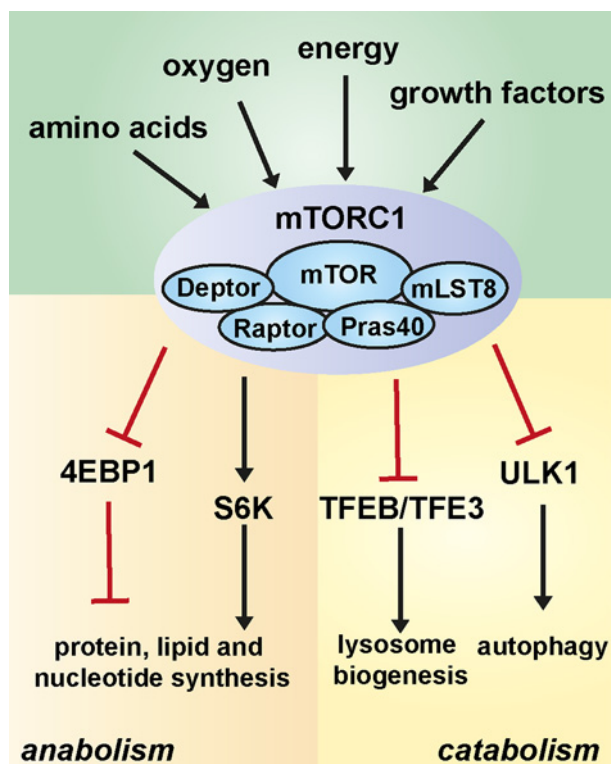 energy
oxygen
growth factors
amino acids
mTORC1
mTOR
Deptor
mLST8
Raptor
Pras40
4EBP1
S6K
TFEB/TFE3
ULK1
protein, lipid and
nucleotide synthesis
lysosome
biogenesis
autophagy
anabolism
catabolism